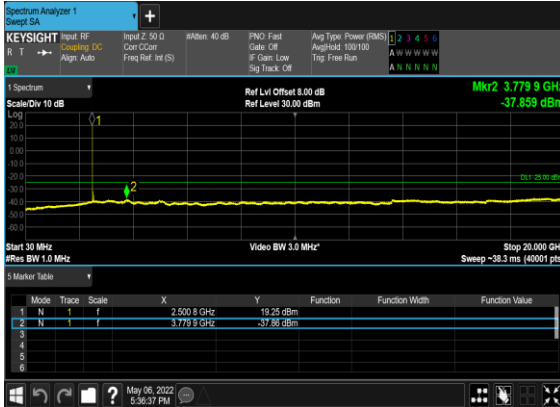 Spectrum Analyzer 1
Swept SA
+
KEYSIGHT Input: RF Input Z: 50 Ω #Atten: 40 dB PNO: Fast Avg Type: Power (RMS) 1 2 3 4 5 6
R T Coupling: DC Corr CCorr Gate: Off Avg|Hold: 100/100 A W W W W W
Align: Auto Freq Ref: Int (S) IF Gain: Low Trig: Free Run
Sig Track: Off A N N N N N
1 Spectrum Ref Lvl Offset 8.00 dB Mkr2 3.779 9 GHz
Scale/Div 10 dB Ref Level 30.00 dBm -37.859 dBm
Log
1
20.0
10.0
0.00
-10.0
-20.0
-30.0 2
-40.0
-50.0
-60.0
Start 30 MHz Video BW 3.0 MHz* Stop 20.000 GH
#Res BW 1.0 MHz Sweep ~38.3 ms (40001 pts
5 Marker Table
Mode Trace Scale X Y Function Function Width Function Value
1 N 1 f 2.500 8 GHz 19.25 dBm
2 N 1 f 3.779 9 GHz -37.86 dBm
3
4
5
6
? May 06, 2022
5:36:37 PM